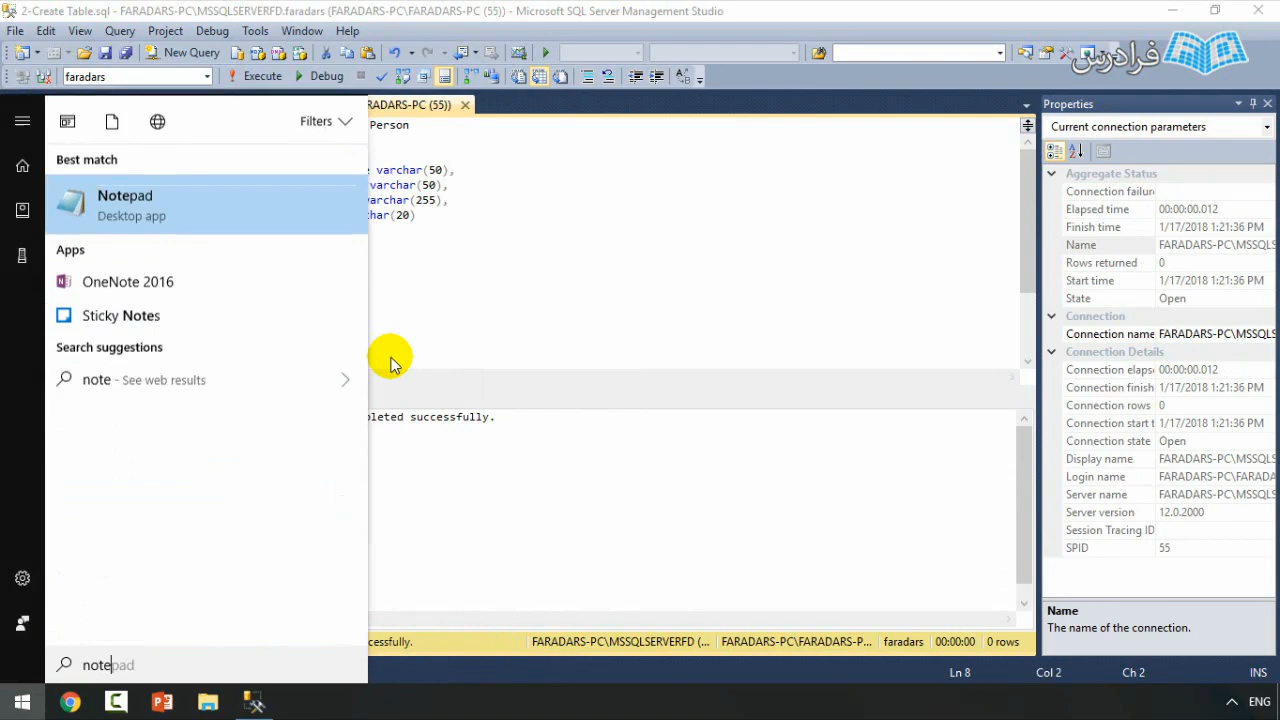 2-Create Table.sql - FARADARS-PC\MSSQLSERVERFD.faradars (FARADARS-PC\FARADARS-PC (55)) - Microsoft SQL Server Management Studio
File Edit View Query Project Debug Tools Window Help
New Query
فرادرس
faradars Execute Debug
ARADARS-PC (55))
Person
varchar(50),
varchar(50),
varchar(255),
char(20)
pleted successfully.
Filters
Best match
Notepad
Desktop app
Apps
OneNote 2016
Sticky Notes
Search suggestions
note - See web results
notepad
Properties
Current connection parameters
Aggregate Status
Connection failure
Elapsed time 00:00:00.012
Finish time 1/17/2018 1:21:36 PM
Name FARADARS-PC\MSSQLS
Rows returned 0
Start time 1/17/2018 1:21:36 PM
State Open
Connection
Connection name FARADARS-PC\MSSQLS
Connection Details
Connection elaps 00:00:00.012
Connection finish 1/17/2018 1:21:36 PM
Connection rows 0
Connection start t 1/17/2018 1:21:36 PM
Connection state Open
Display name FARADARS-PC\MSSQLS
Login name FARADARS-PC\FARADA
Server name FARADARS-PC\MSSQLS
Server version 12.0.2000
Session Tracing ID
SPID 55
Name
The name of the connection.
cessfully. FARADARS-PC\MSSQLSERVERFD (... FARADARS-PC\FARADARS-P... faradars 00:00:00 0 rows
Ln 8 Col 2 Ch 2 INS
ENG